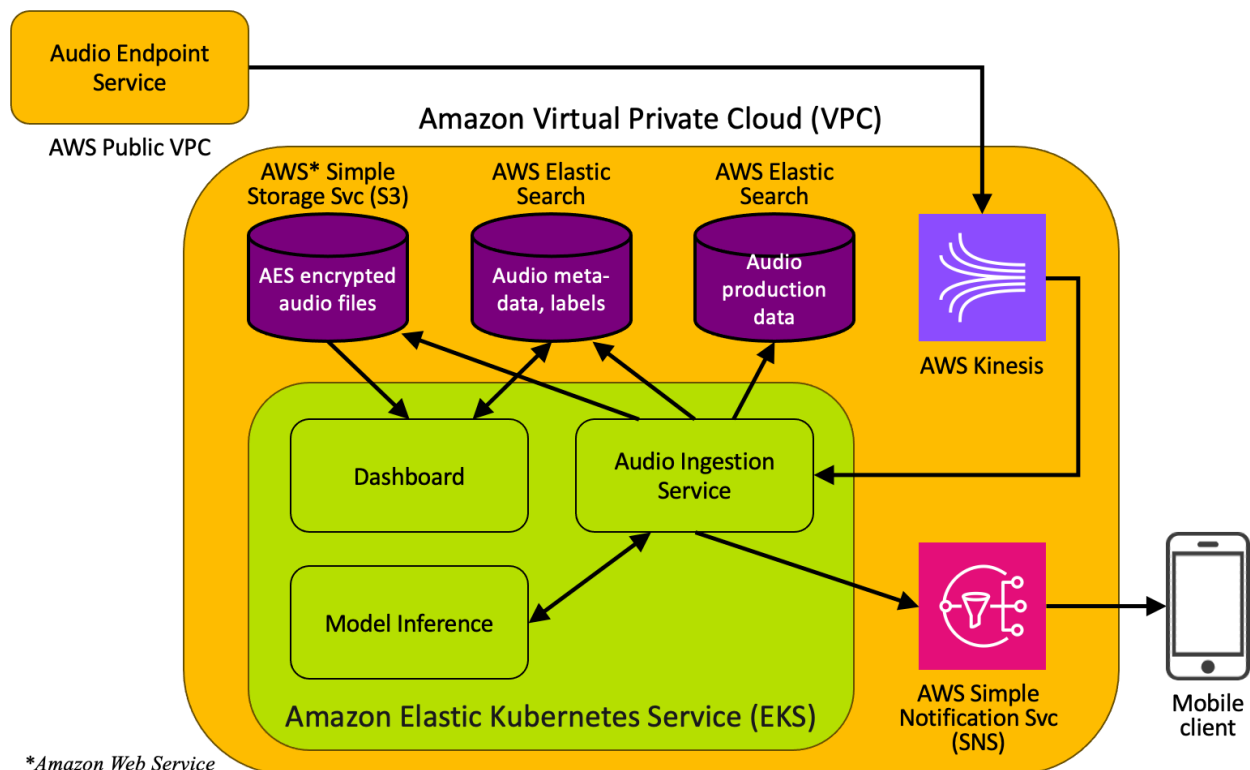 Audio Endpoint
Service
AWS Public VPC
Amazon Virtual Private Cloud (VPC)
AWS* Simple
Storage Svc (S3)
AWS Elastic
Search
AWS Elastic
Search
AES encrypted
audio files
Audio meta-
data, labels
Audio
production
data
AWS Kinesis
Dashboard
Audio Ingestion
Service
Model Inference
Amazon Elastic Kubernetes Service (EKS)
AWS Simple
Notification Svc
(SNS)
Mobile
client
*Amazon Web Service